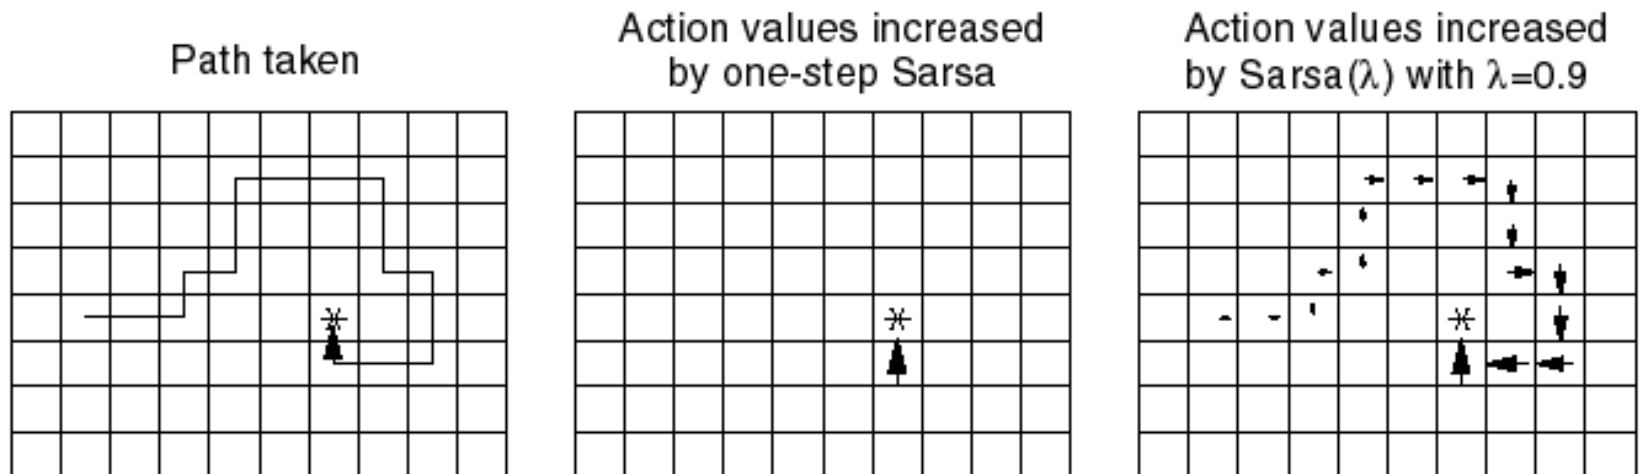 Path taken
Action values increased
by one-step Sarsa
Action values increased
by Sarsa(λ) with λ=0.9